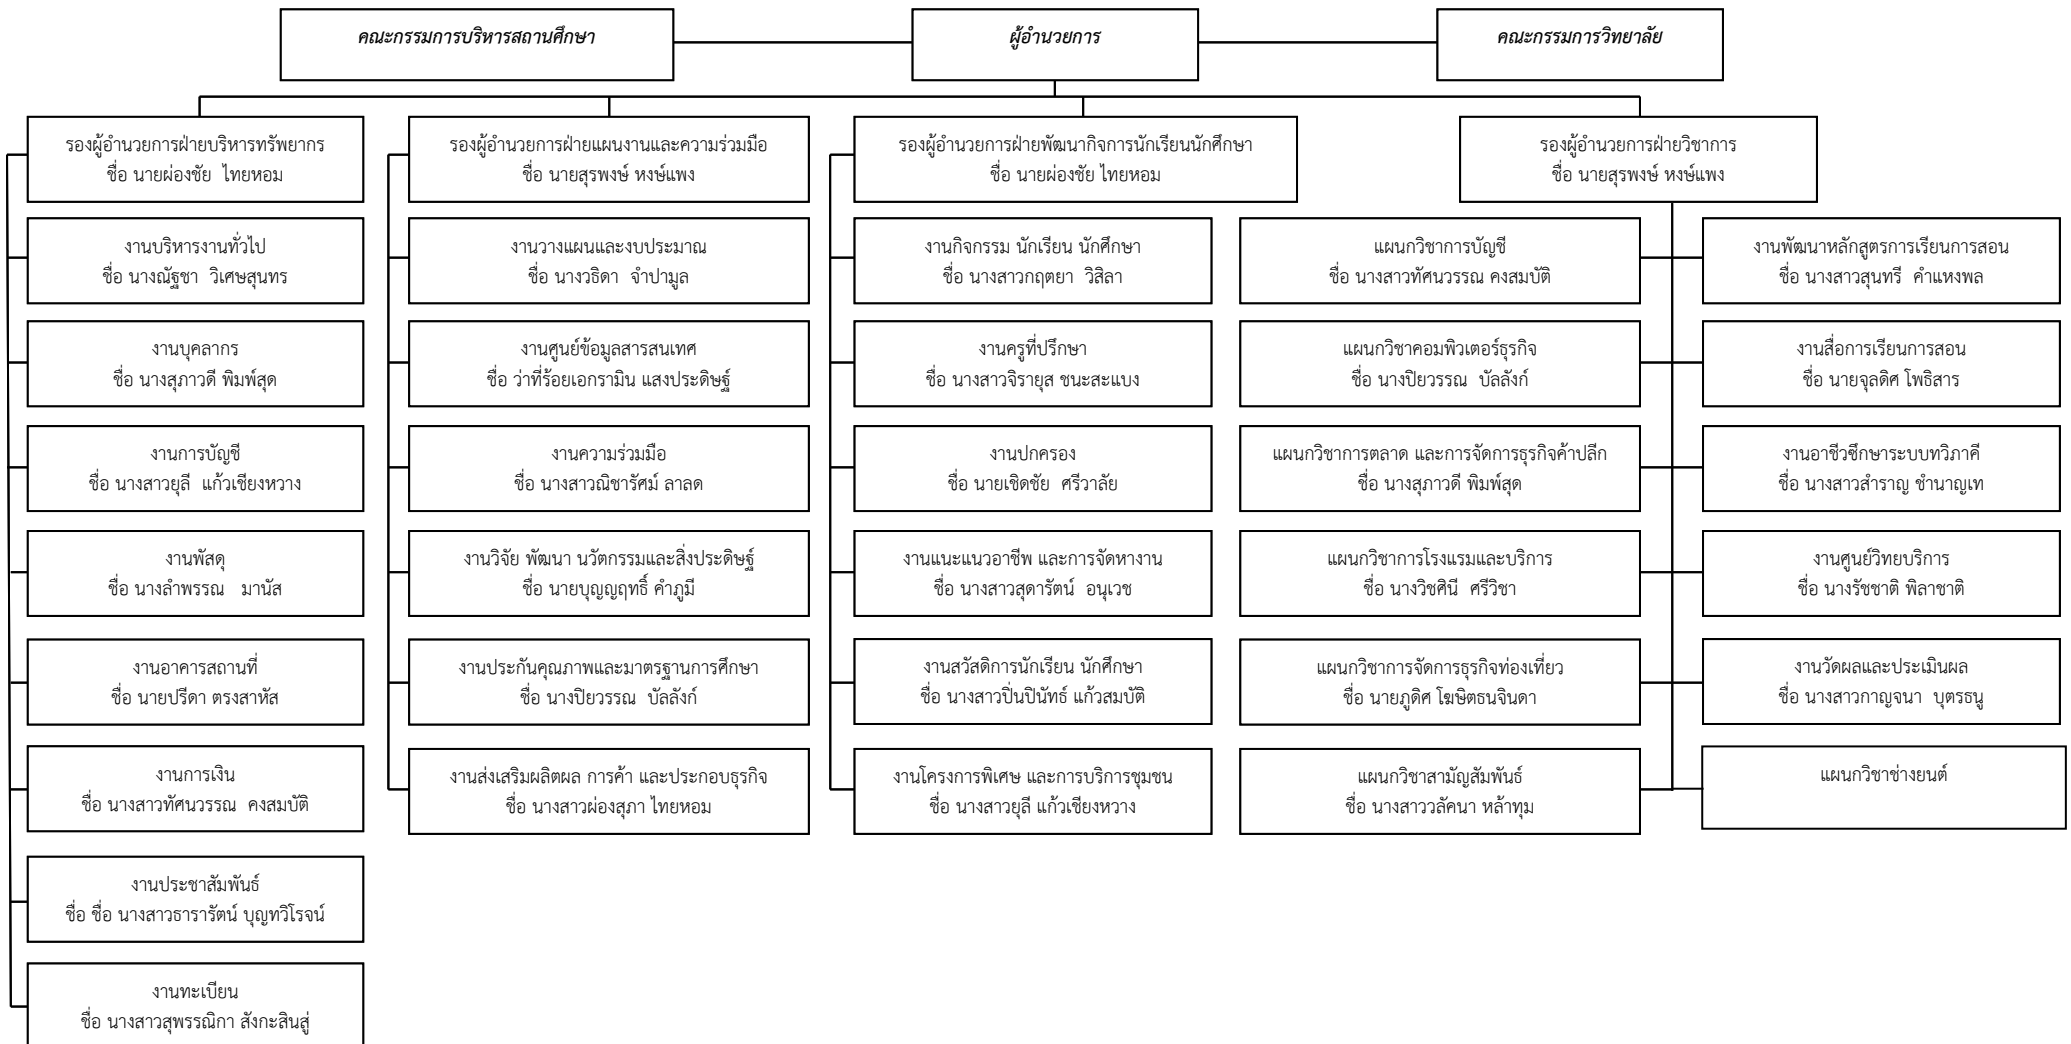 คณะกรรมการบริหารสถานศึกษา
ผู้อำนวยการ
คณะกรรมการวิทยาลัย
รองผู้อำนวยการฝ่ายบริหารทรัพยากร
ชื่อ นายผ่องชัย ไทยหอม
งานบริหารงานทั่วไป
ชื่อ นางณัฐชา วิเศษสุนทร
งานบุคลากร
ชื่อ นางสุภาวดี พิมพ์สุด
งานการบัญชี
ชื่อ นางสาวยุลี แก้วเชียงหวาง
งานพัสดุ
ชื่อ นางลำพรรณ มานัส
งานอาคารสถานที่
ชื่อ นายปรีดา ตรงสาหัส
งานการเงิน
ชื่อ นางสาวทัศนวรรณ คงสมบัติ
งานประชาสัมพันธ์
ชื่อ ชื่อ นางสาวธารารัตน์ บุญทวิโรจน์
งานทะเบียน
ชื่อ นางสาวสุพรรณิกา สังกะสินสู่
รองผู้อำนวยการฝ่ายแผนงานและความร่วมมือ
ชื่อ นายสุรพงษ์ หงษ์แพง
งานวางแผนและงบประมาณ
ชื่อ นางวธิดา จำปามูล
งานศูนย์ข้อมูลสารสนเทศ
ชื่อ ว่าที่ร้อยเอกรามิน แสงประดิษฐ์
งานความร่วมมือ
ชื่อ นางสาวณิชารัศม์ ลาลด
งานวิจัย พัฒนา นวัตกรรมและสิ่งประดิษฐ์
ชื่อ นายบุญญฤทธิ์ คำภูมี
งานประกันคุณภาพและมาตรฐานการศึกษา
ชื่อ นางปิยวรรณ บัลลังก์
งานส่งเสริมผลิตผล การค้า และประกอบธุรกิจ
ชื่อ นางสาวผ่องสุภา ไทยหอม
รองผู้อำนวยการฝ่ายพัฒนากิจการนักเรียนนักศึกษา
ชื่อ นายผ่องชัย ไทยหอม
งานกิจกรรม นักเรียน นักศึกษา
ชื่อ นางสาวกฤตยา วิสิลา
งานครูที่ปรึกษา
ชื่อ นางสาวจิรายุส ชนะสะแบง
งานปกครอง
ชื่อ นายเชิดชัย ศรีวาลัย
งานแนะแนวอาชีพ และการจัดหางาน
ชื่อ นางสาวสุดารัตน์ อนุเวช
งานสวัสดิการนักเรียน นักศึกษา
ชื่อ นางสาวปิ่นปินัทธ์ แก้วสมบัติ
งานโครงการพิเศษ และการบริการชุมชน
ชื่อ นางสาวยุลี แก้วเชียงหวาง
รองผู้อำนวยการฝ่ายวิชาการ
ชื่อ นายสุรพงษ์ หงษ์แพง
แผนกวิชาการบัญชี
ชื่อ นางสาวทัศนวรรณ คงสมบัติ
แผนกวิชาคอมพิวเตอร์ธุรกิจ
ชื่อ นางปิยวรรณ บัลลังก์
แผนกวิชาการตลาด และการจัดการธุรกิจค้าปลีก
ชื่อ นางสุภาวดี พิมพ์สุด
แผนกวิชาการโรงแรมและบริการ
ชื่อ นางวิชศินี ศรีวิชา
แผนกวิชาการจัดการธุรกิจท่องเที่ยว
ชื่อ นายภูดิศ โฆษิตธนจินดา
แผนกวิชาสามัญสัมพันธ์
ชื่อ นางสาววลัคนา หล้าทุม
งานพัฒนาหลักสูตรการเรียนการสอน
ชื่อ นางสาวสุนทรี คำแหงพล
งานสื่อการเรียนการสอน
ชื่อ นายจุลดิศ โพธิสาร
งานอาชีวซึกษาระบบทวิภาคี
ชื่อ นางสาวสำราญ ชำนาญเท
งานศูนย์วิทยบริการ
ชื่อ นางรัชชาติ พิลาชาติ
งานวัดผลและประเมินผล
ชื่อ นางสาวกาญจนา บุตรธนู
แผนกวิชาช่างยนต์